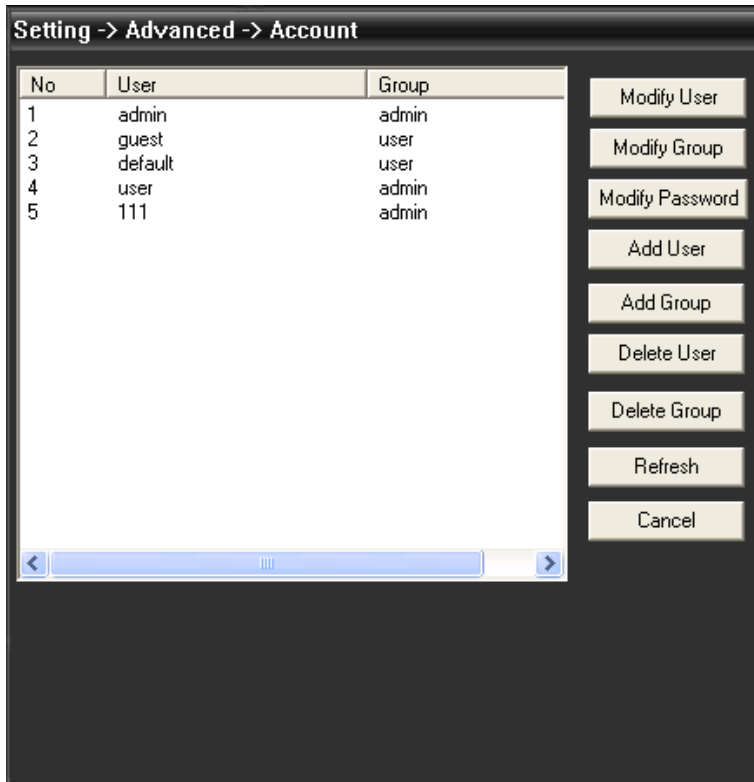 Setting -> Advanced -> Account
No User Group
1 admin admin
2 guest user
3 default user
4 user admin
5 111 admin
Modify User
Modify Group
Modify Password
Add User
Add Group
Delete User
Delete Group
Refresh
Cancel